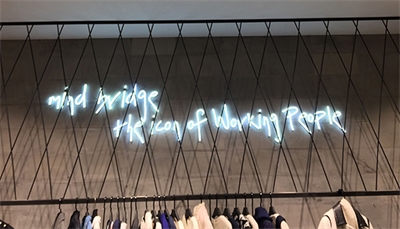 mind bridge
the icon of Working People